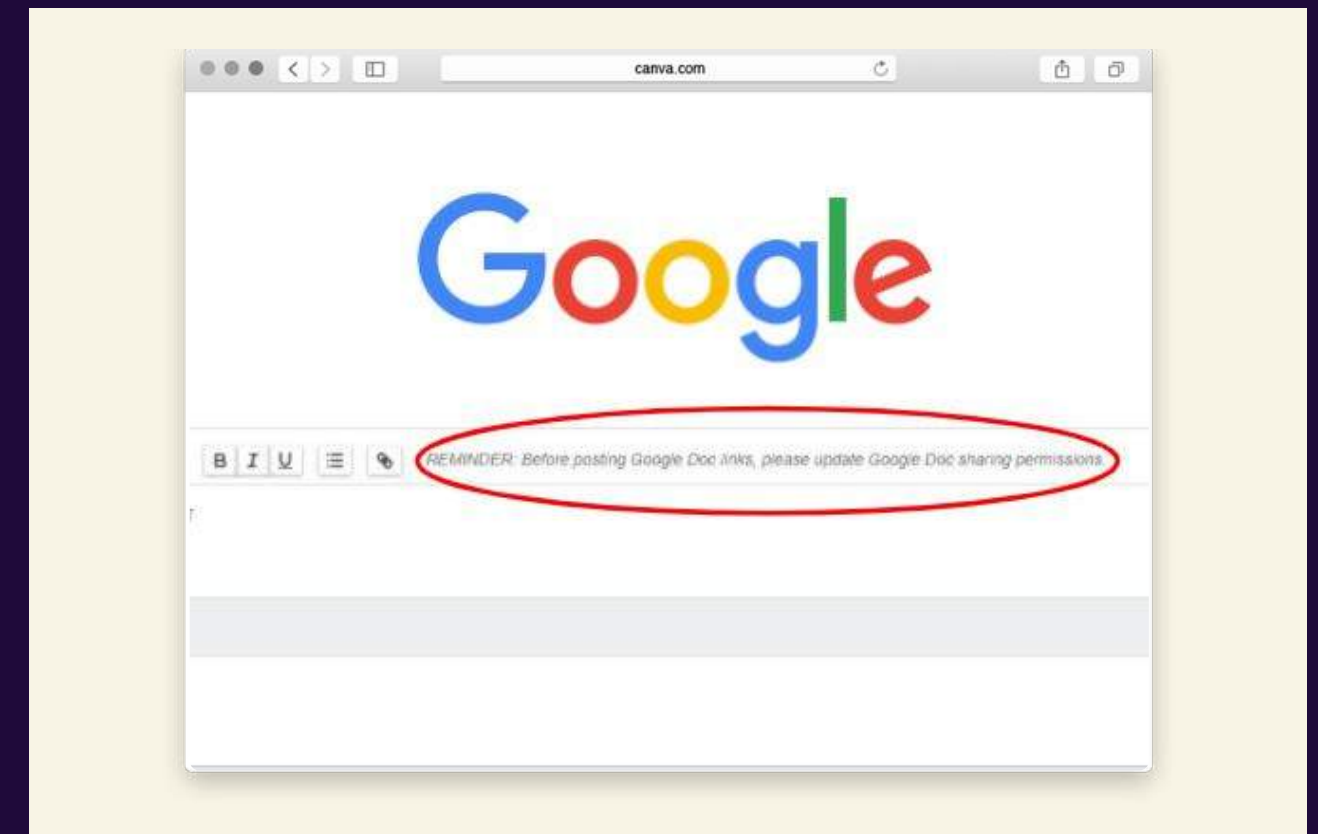 canva.com
Google
B I U
REMINDER: Before posting Google Doc links, please update Google Doc sharing permissions.